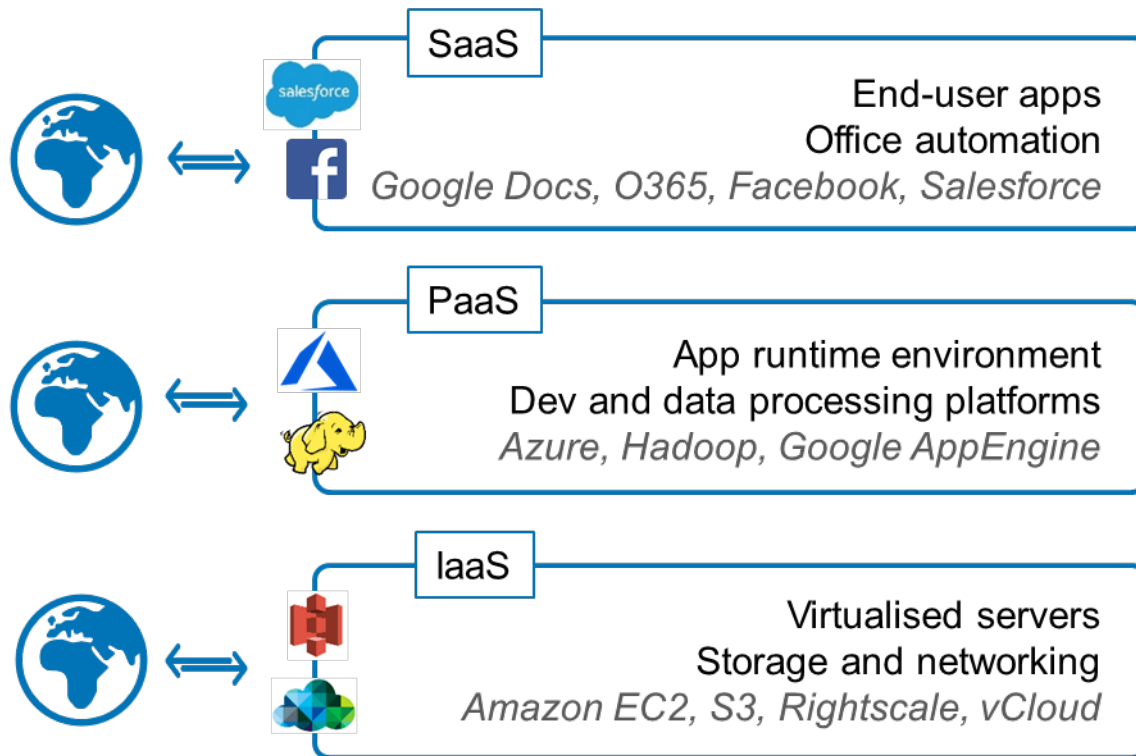 SaaS
salesforce
f
End-user apps
Office automation
Google Docs, O365, Facebook, Salesforce
PaaS
App runtime environment
Dev and data processing platforms
Azure, Hadoop, Google AppEngine
IaaS
Virtualised servers
Storage and networking
Amazon EC2, S3, Rightscale, vCloud